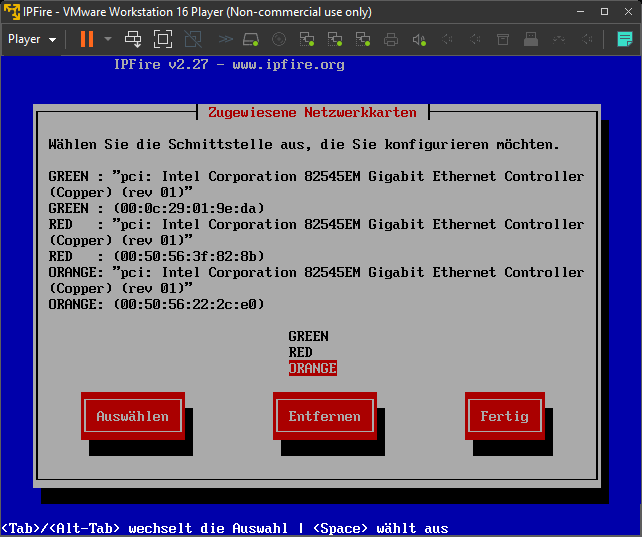 IPFire - VMware Workstation 16 Player (Non-commercial use only)
Player
IPFire v2.27 - www.ipfire.org
Zugewiesene Netzwerkkarten
Wählen Sie die Schnittstelle aus, die Sie konfigurieren möchten.
GREEN : "pci: Intel Corporation 82545EM Gigabit Ethernet Controller
(Copper) (rev 01)"
GREEN : (00:0c:29:01:9e:da)
RED : "pci: Intel Corporation 82545EM Gigabit Ethernet Controller
(Copper) (rev 01)"
RED : (00:50:56:3f:82:8b)
ORANGE: "pci: Intel Corporation 82545EM Gigabit Ethernet Controller
(Copper) (rev 01)"
ORANGE: (00:50:56:22:2c:e0)
GREEN
RED
ORANGE
Auswählen Entfernen Fertig
<Tab>/<Alt-Tab> wechselt die Auswahl | <Space> wählt aus